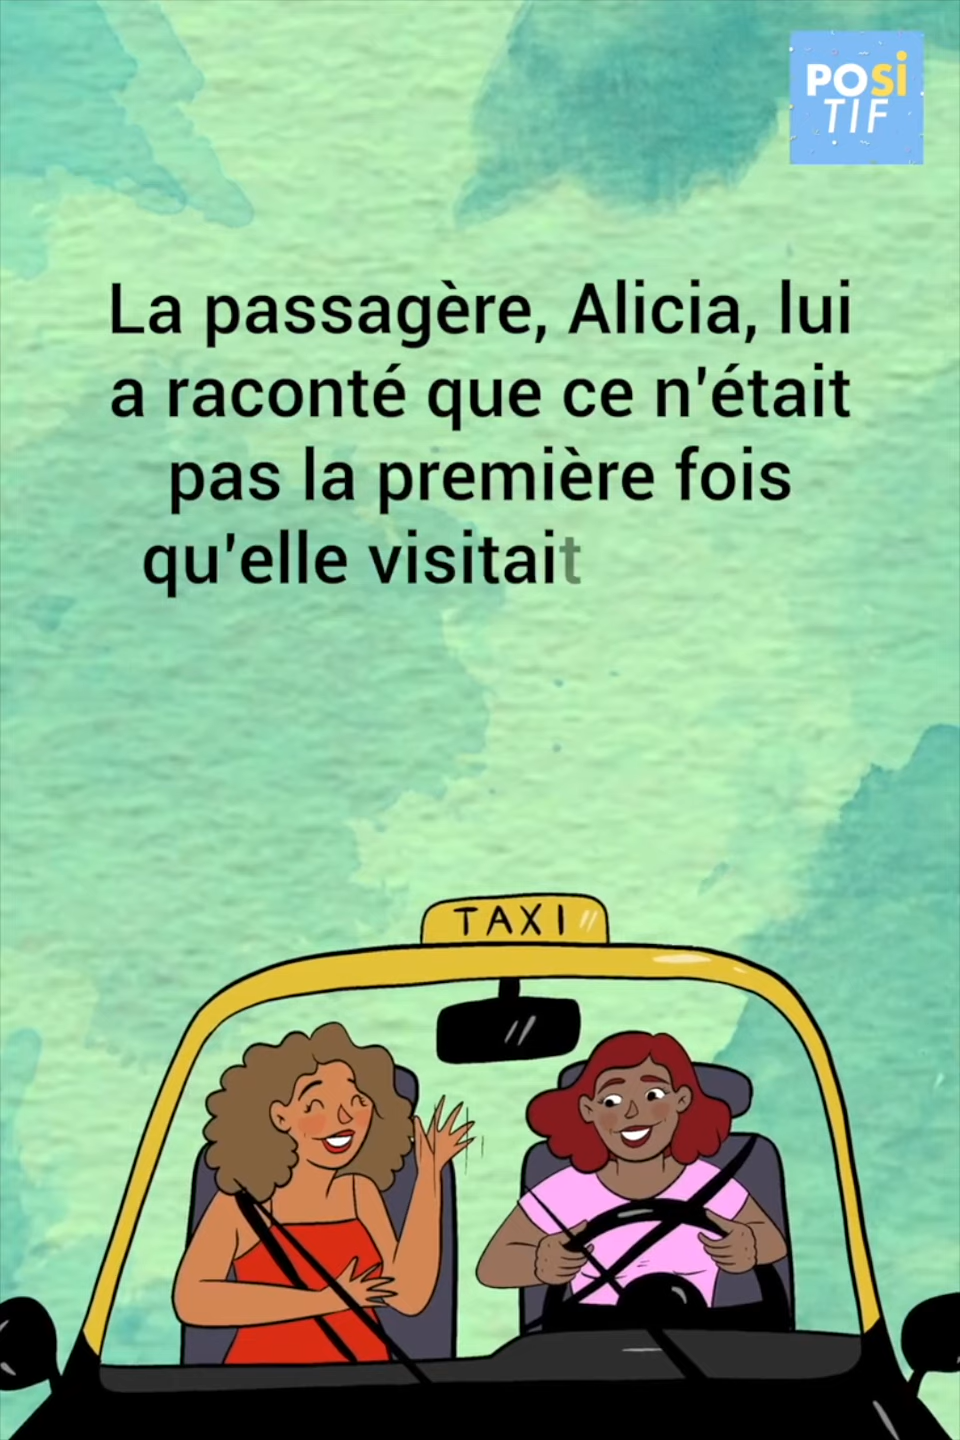 POSi
TIF
La passagère, Alicia, lui
a raconté que ce n'était
pas la première fois
qu'elle visitait
TAXI